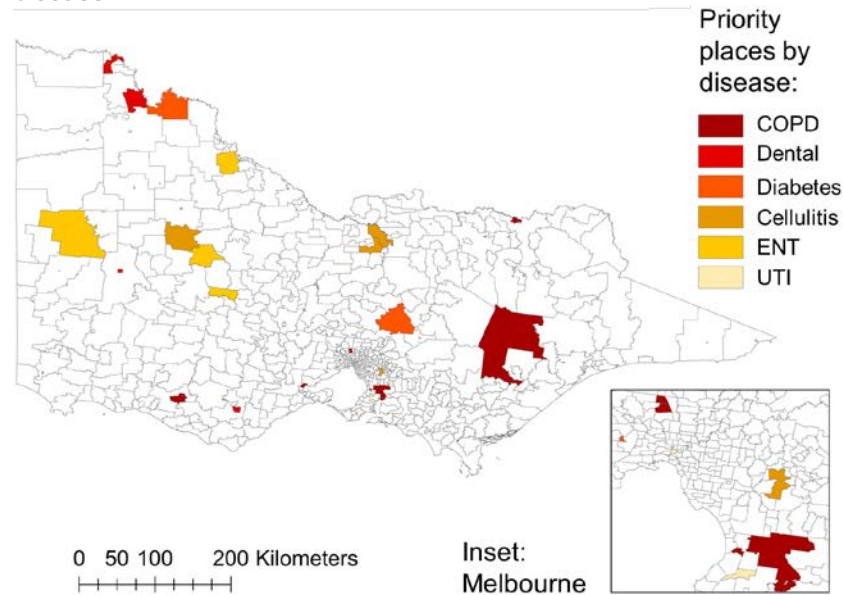 Priority
places by
disease:
COPD
Dental
Diabetes
Cellulitis
ENT
UTI
0 50 100 200 Kilometers
Inset:
Melbourne